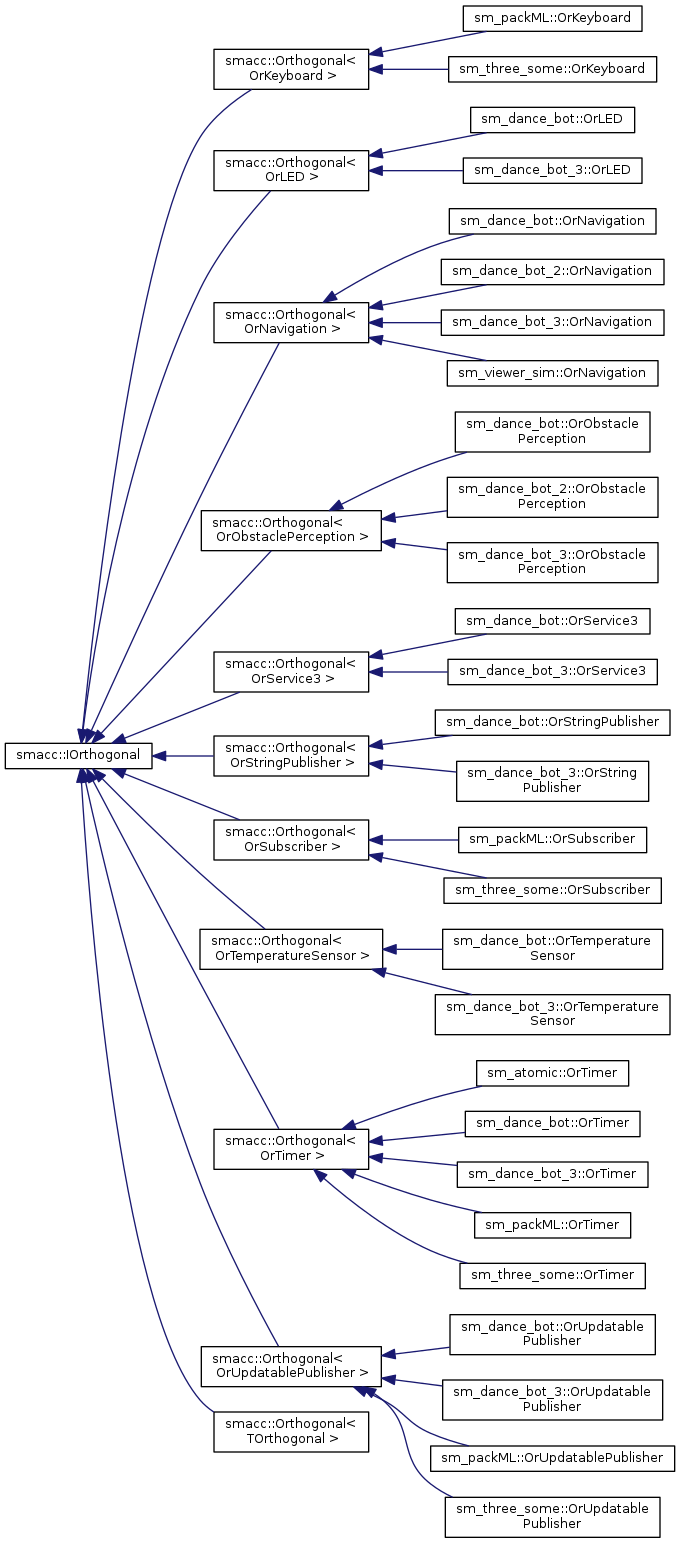 sm_packML::OrKeyboard
smacc::Orthogonal<
OrKeyboard >
sm_three_some::OrKeyboard
sm_dance_bot::OrLED
smacc::Orthogonal<
OrLED >
sm_dance_bot_3::OrLED
sm_dance_bot::OrNavigation
sm_dance_bot_2::OrNavigation
smacc::Orthogonal<
OrNavigation >
sm_dance_bot_3::OrNavigation
sm_viewer_sim::OrNavigation
sm_dance_bot::OrObstacle
Perception
sm_dance_bot_2::OrObstacle
Perception
smacc::Orthogonal<
OrObstaclePerception >
sm_dance_bot_3::OrObstacle
Perception
sm_dance_bot::OrService3
smacc::Orthogonal<
OrService3 >
sm_dance_bot_3::OrService3
sm_dance_bot::OrStringPublisher
smacc::IOrthogonal
smacc::Orthogonal<
OrStringPublisher >
sm_dance_bot_3::OrString
Publisher
smacc::Orthogonal<
OrSubscriber >
sm_packML::OrSubscriber
sm_three_some::OrSubscriber
smacc::Orthogonal<
OrTemperatureSensor >
sm_dance_bot::OrTemperature
Sensor
sm_dance_bot_3::OrTemperature
Sensor
sm_atomic::OrTimer
sm_dance_bot::OrTimer
smacc::Orthogonal<
OrTimer >
sm_dance_bot_3::OrTimer
sm_packML::OrTimer
sm_three_some::OrTimer
sm_dance_bot::OrUpdatable
Publisher
smacc::Orthogonal<
OrUpdatablePublisher >
sm_dance_bot_3::OrUpdatable
Publisher
smacc::Orthogonal<
TOrthogonal >
sm_packML::OrUpdatablePublisher
sm_three_some::OrUpdatable
Publisher